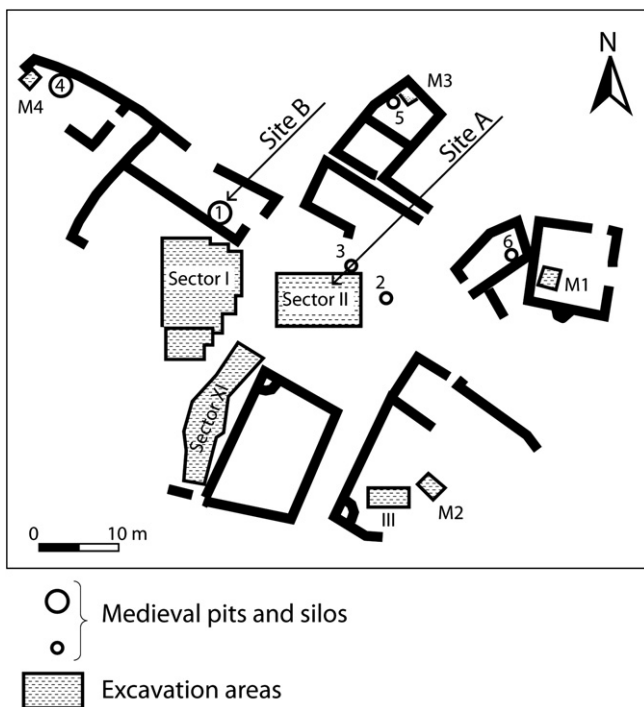 N
4
M4
Site B
M3
5
Site A
1
3
2
6
M1
Sector I
Sector II
Sector XI
III
M2
0 10 m
Medieval pits and silos
Excavation areas